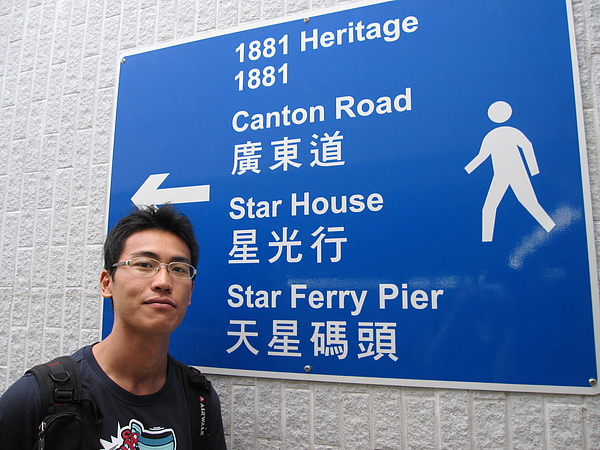 1881 Heritage
1881
Canton Road
廣東道
Star House
星光行
Star Ferry Pier
天星碼頭
AIRWALK